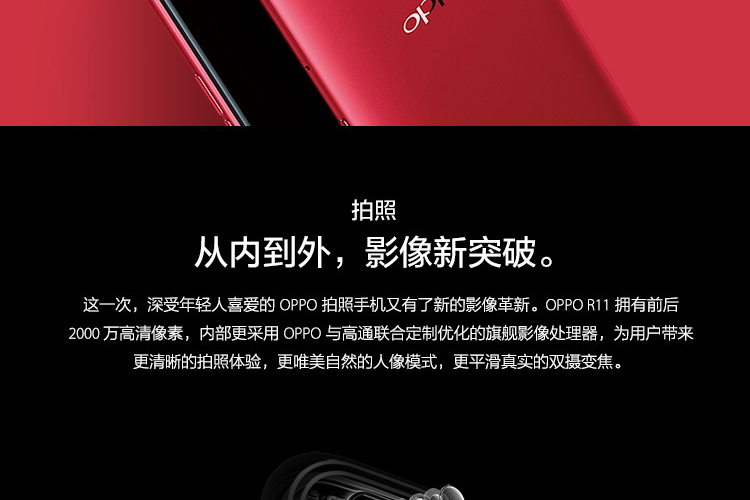 oppo
拍照
从内到外，影像新突破。
这一次，深受年轻人喜爱的 OPPO 拍照手机又有了新的影像革新。OPPO R11 拥有前后
2000 万高清像素，内部更采用 OPPO 与高通联合定制优化的旗舰影像处理器，为用户带来
更清晰的拍照体验，更唯美自然的人像模式，更平滑真实的双摄变焦。